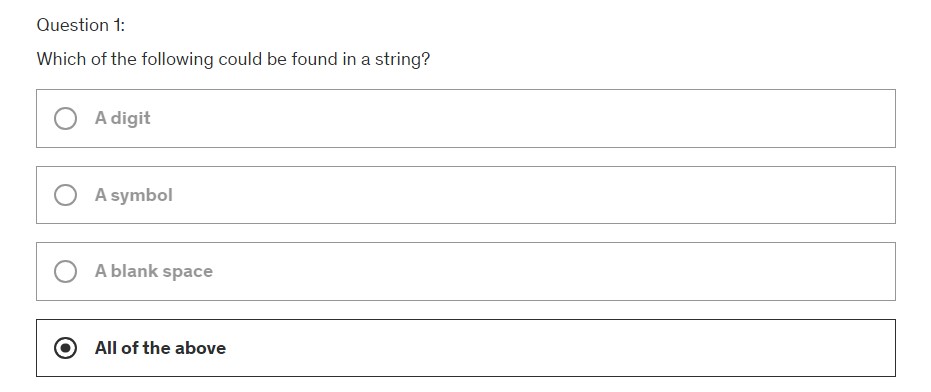 Question 1:
Which of the following could be found in a string?
A digit
A symbol
A blank space
All of the above